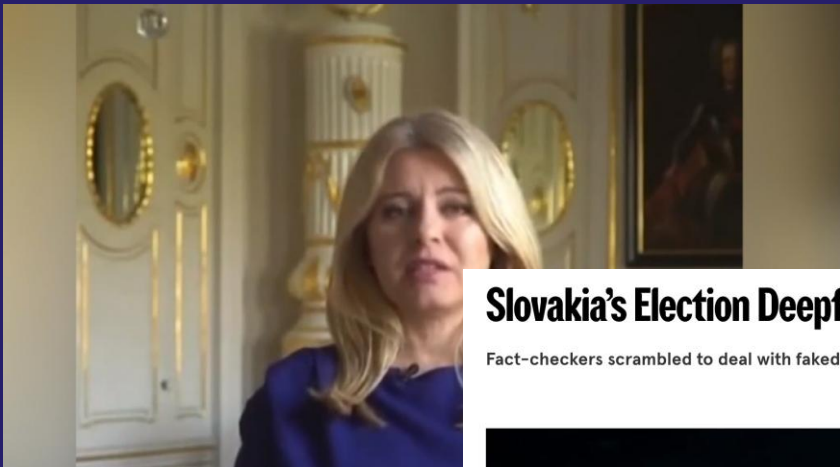 Slovakia's Election Deepf
Fact-checkers scrambled to deal with faked